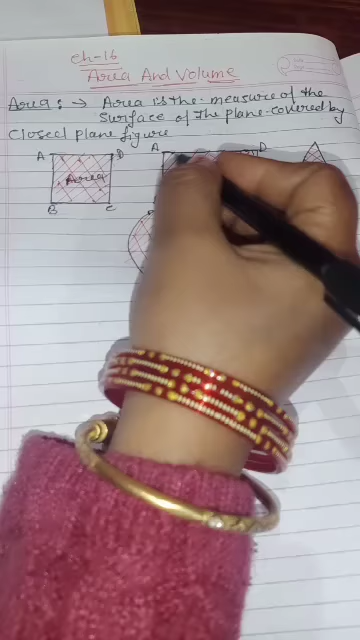 Ch-16
Area And Volume
Area :→ Area is the measure of the
surface of the plane covered by
closed plane figure
A D A D
Area
B C